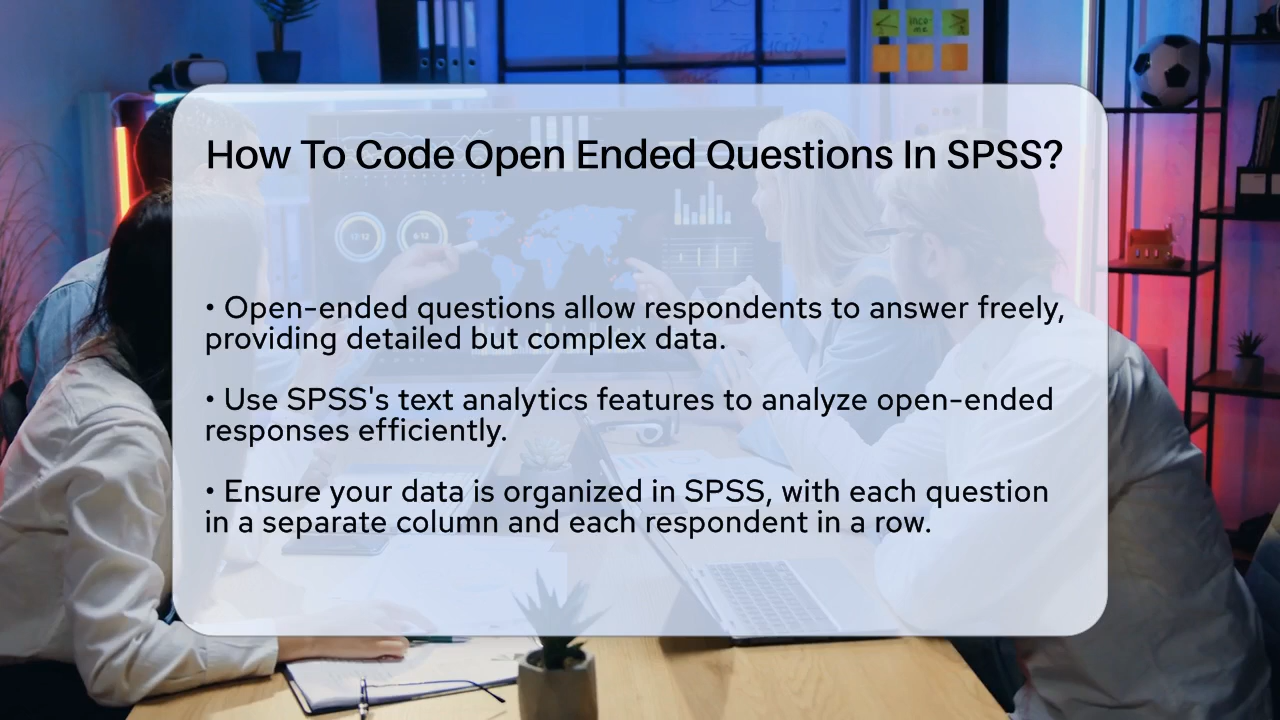 How To Code Open Ended Questions In SPSS?
• Open-ended questions allow respondents to answer freely,
providing detailed but complex data.
• Use SPSS's text analytics features to analyze open-ended
responses efficiently.
• Ensure your data is organized in SPSS, with each question
in a separate column and each respondent in a row.